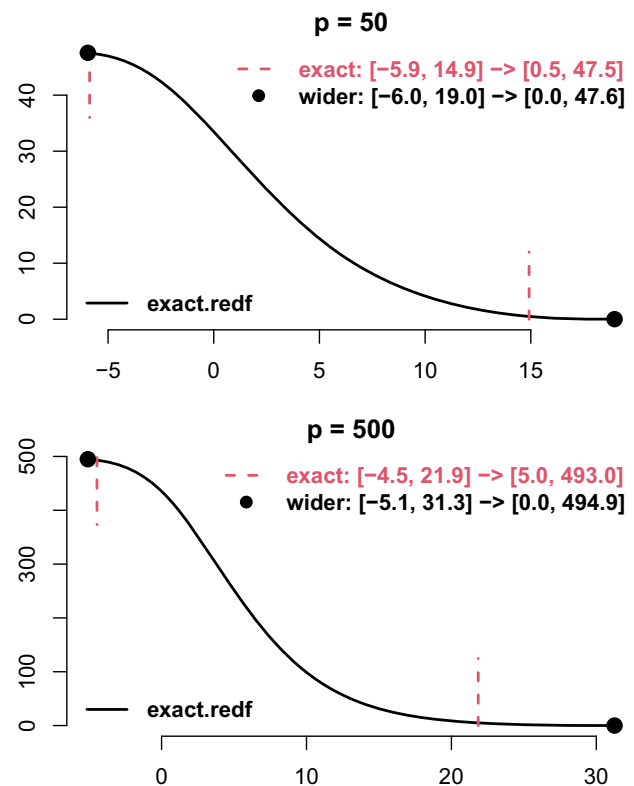 p = 50
exact: [−5.9, 14.9] −> [0.5, 47.5]
wider: [−6.0, 19.0] −> [0.0, 47.6]
40
30
20
10
0
exact.redf
−5 0 5 10 15
p = 500
exact: [−4.5, 21.9] −> [5.0, 493.0]
wider: [−5.1, 31.3] −> [0.0, 494.9]
500
300
100
0
exact.redf
0 10 20 30